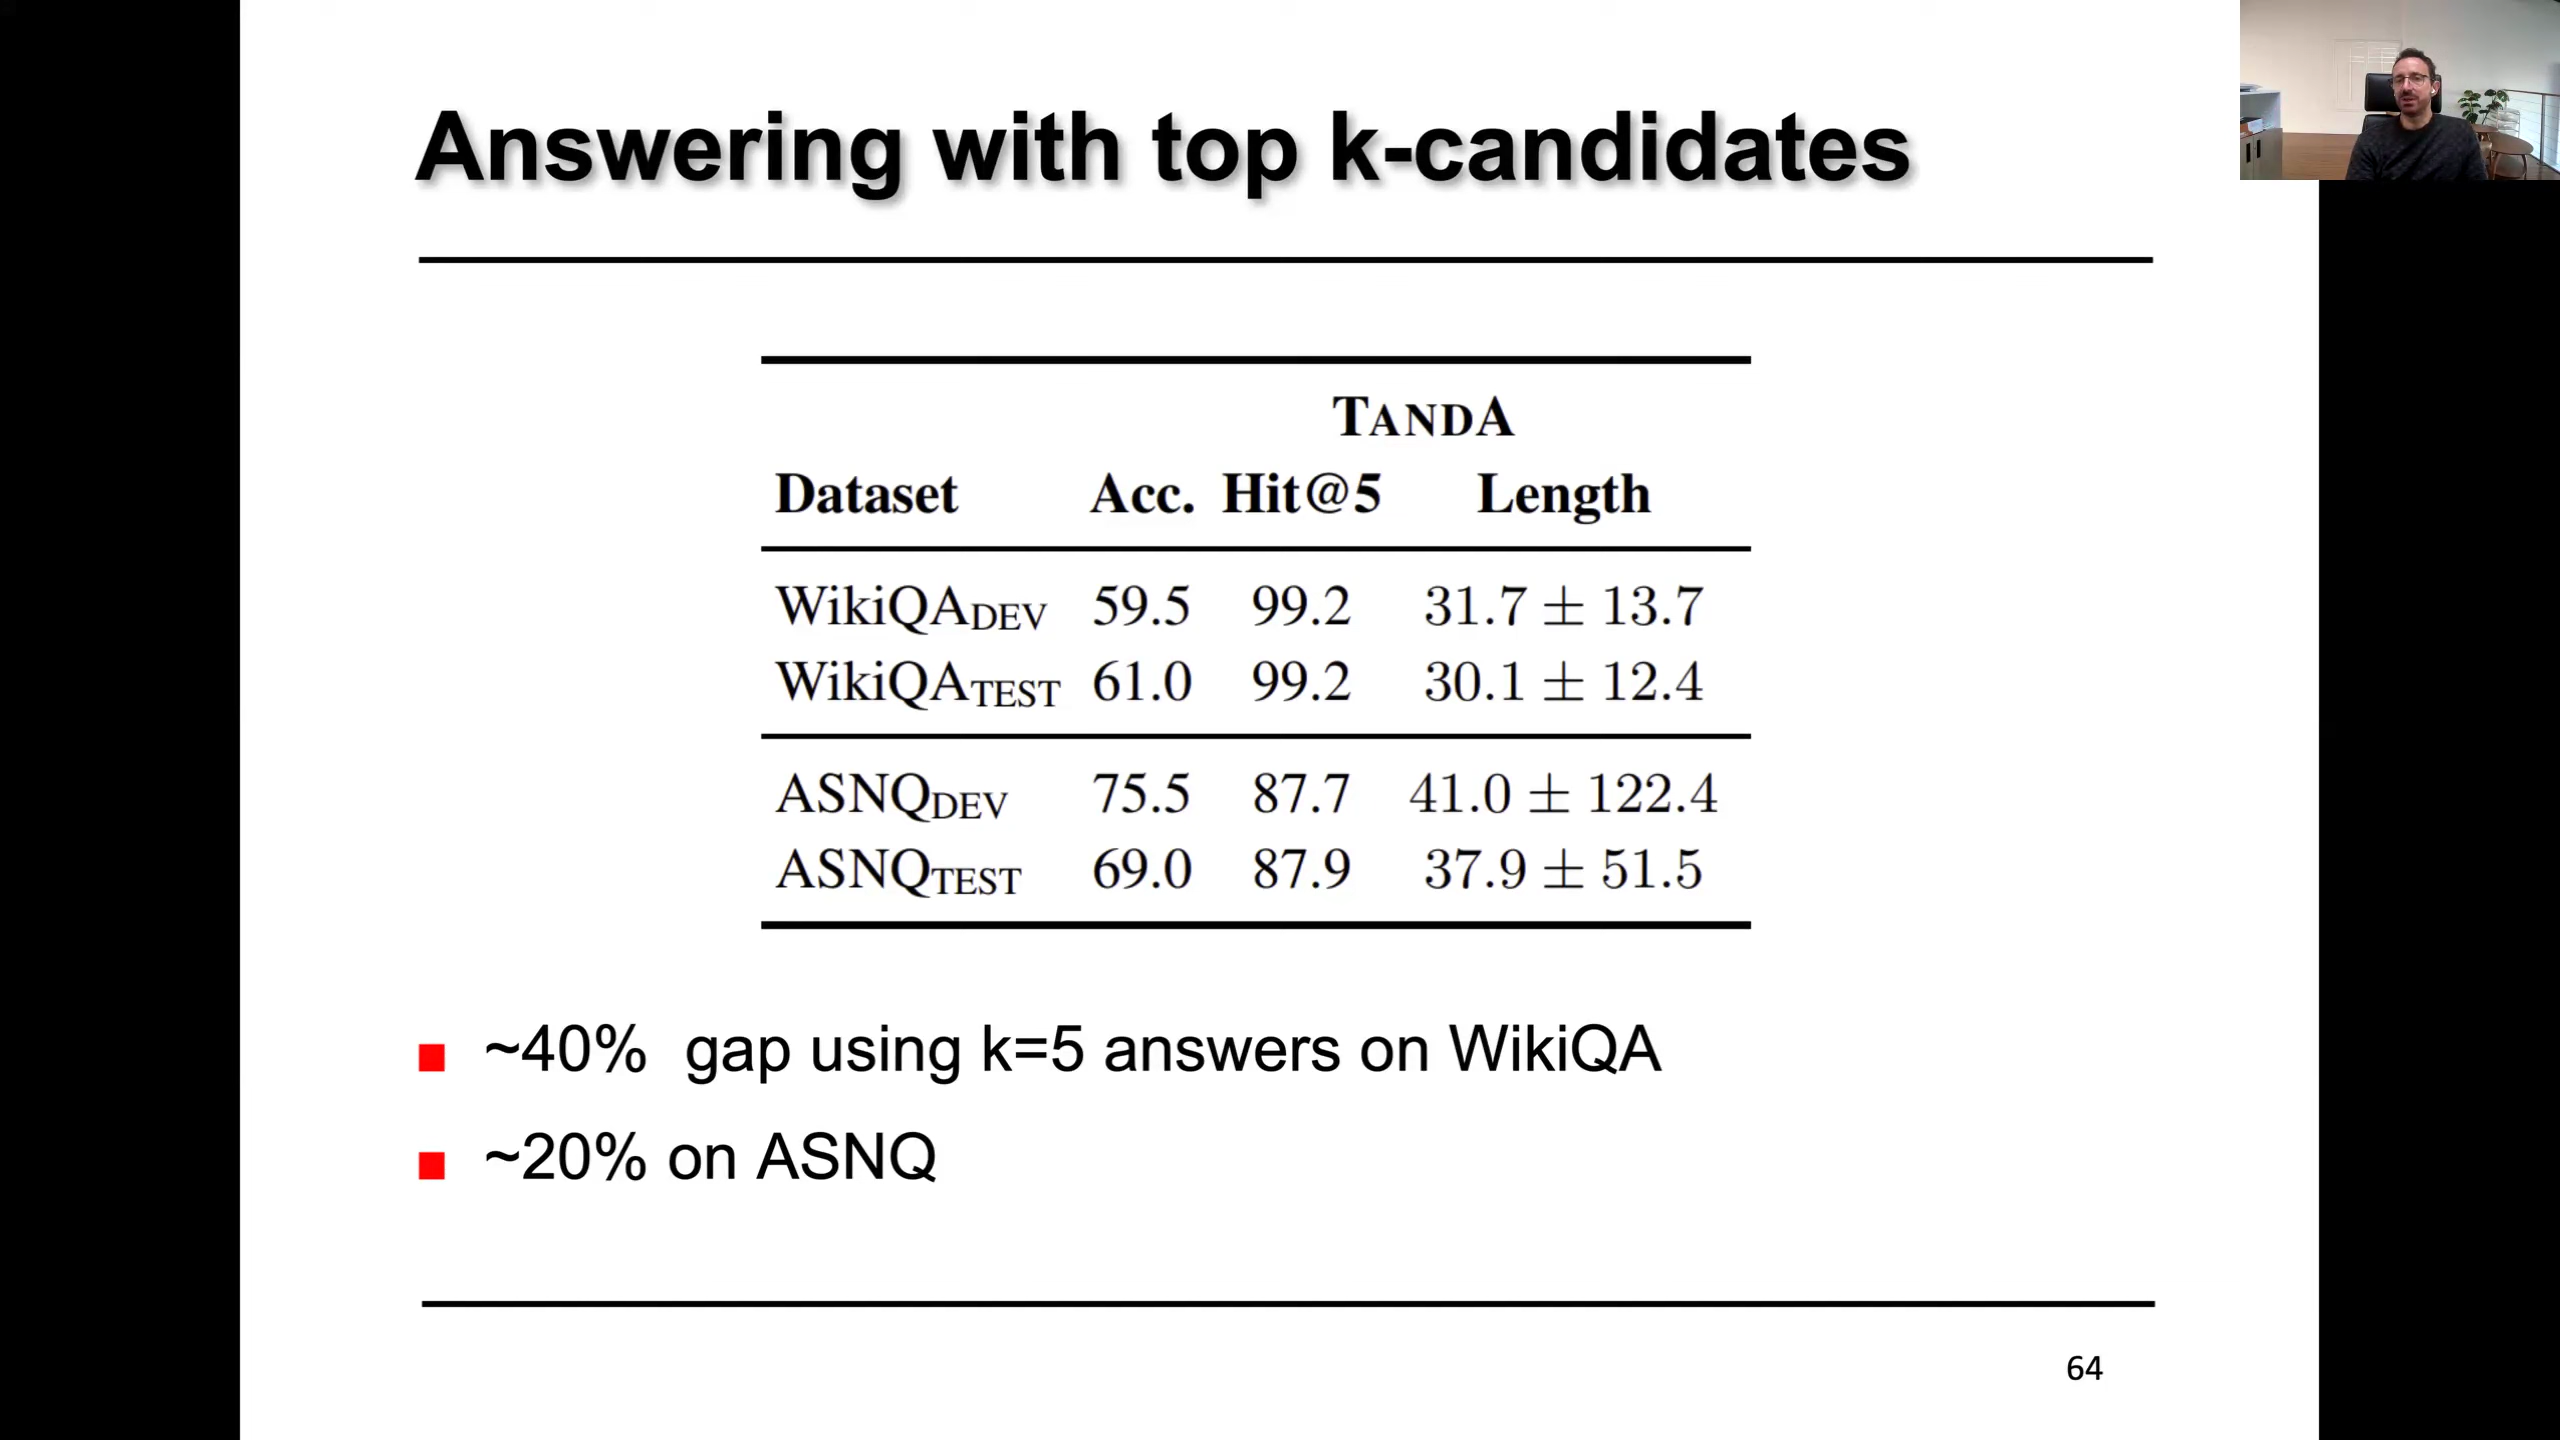 Answering with top k-candidates
TANDA
Dataset Acc. Hit@5 Length
WikiQADEV 59.5 99.2 31.7 ± 13.7
WikiQATEST 61.0 99.2 30.1 ± 12.4
ASNQDEV 75.5 87.7 41.0 ± 122.4
ASNQTEST 69.0 87.9 37.9 ± 51.5
~40% gap using k=5 answers on WikiQA
~20% on ASNQ
64